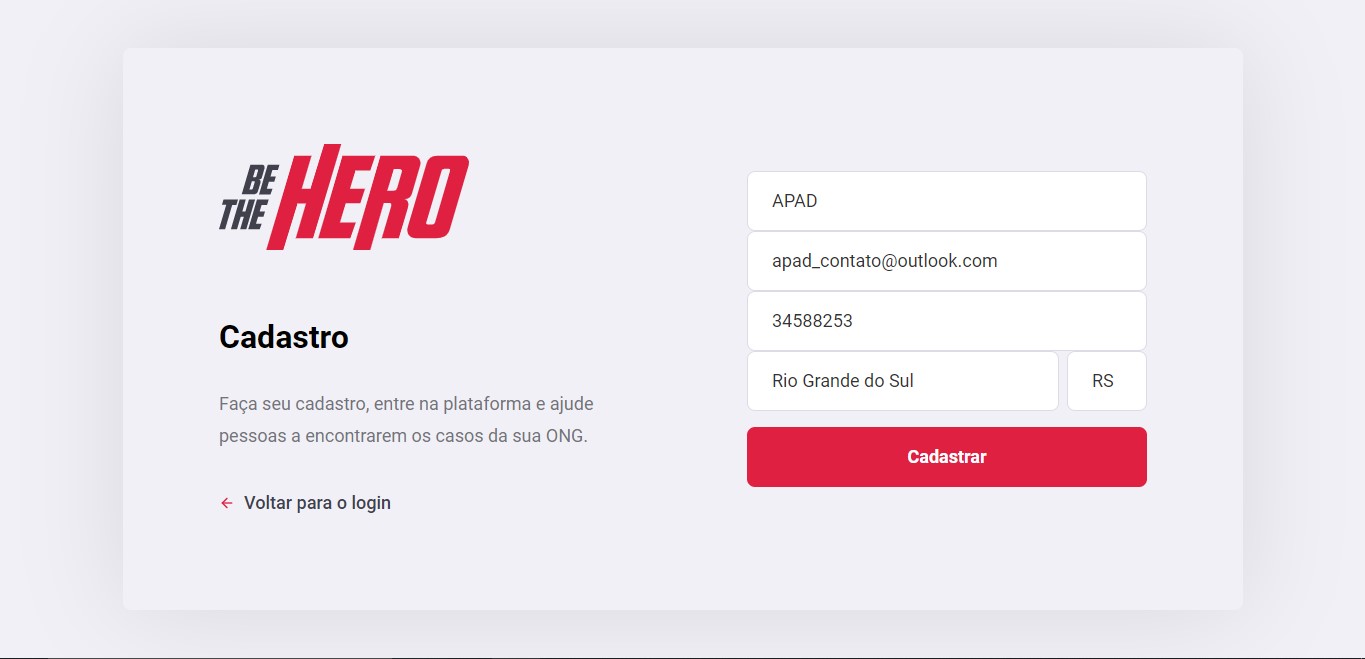 BE
THE HERO
Cadastro
Faça seu cadastro, entre na plataforma e ajude
pessoas a encontrarem os casos da sua ONG.
Voltar para o login
APAD
apad_contato@outlook.com
34588253
Rio Grande do Sul RS
Cadastrar